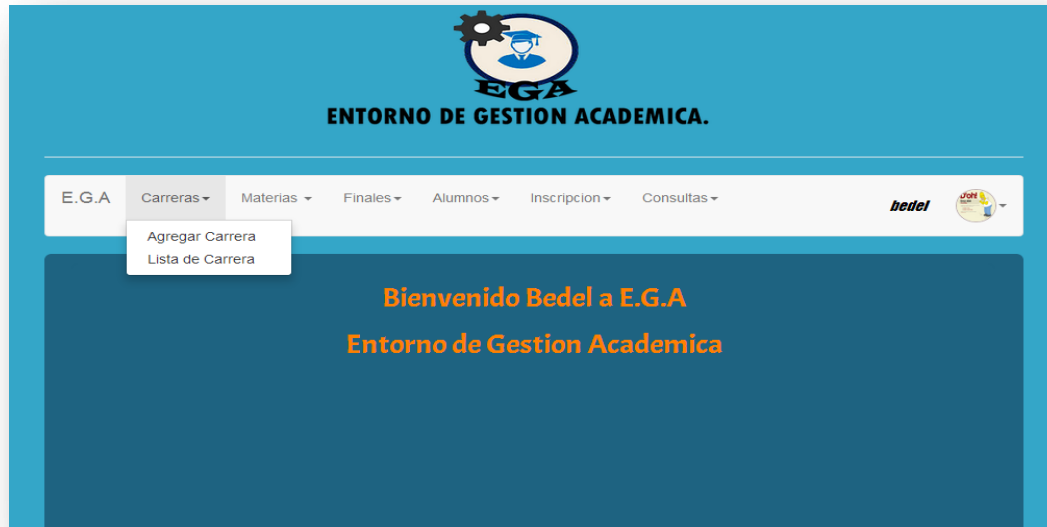 EGA
ENTORNO DE GESTION ACADEMICA.
E.G.A Carreras Materias Finales Alumnos Inscripcion Consultas bedel
Agregar Carrera
Lista de Carrera
Bienvenido Bedel a E.G.A
Entorno de Gestion Academica